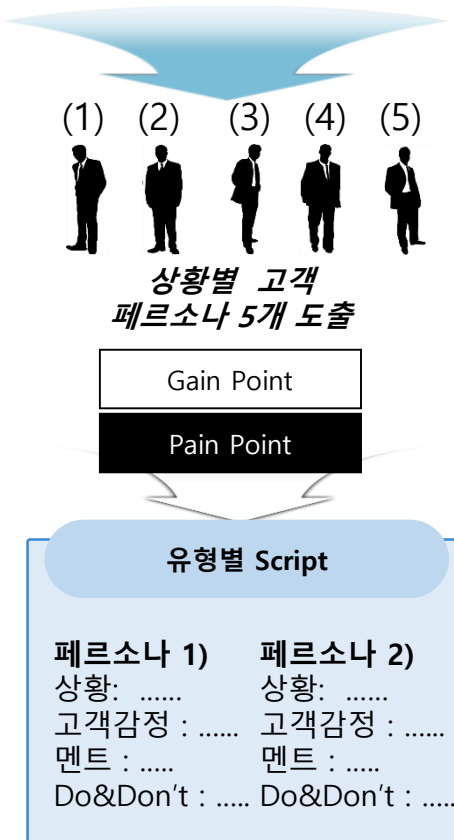 (1) (2) (3) (4) (5)
상황별 고객
페르소나 5개 도출
Gain Point
Pain Point
유형별 Script
페르소나 1) 페르소나 2)
상황: ...... 상황: ......
고객감정 : ...... 고객감정 : ......
멘트 : ..... 멘트 : .....
Do&Don't : ..... Do&Don't : .....